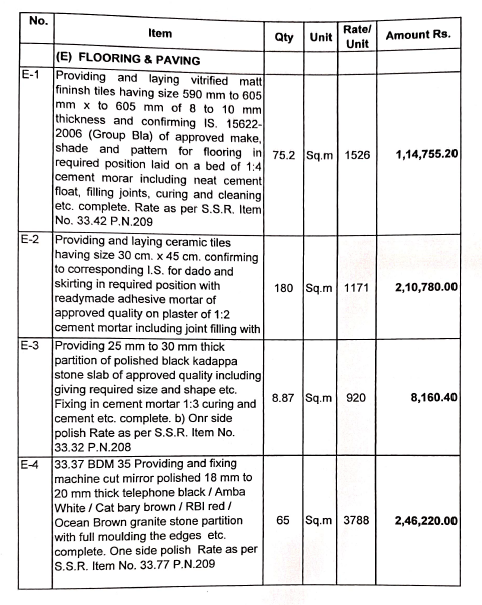 No. Item Qty Unit Rate/ Unit Amount Rs.
(E) FLOORING & PAVING
E-1 Providing and laying vitrified matt
fininsh tiles having size 590 mm to 605
mm x to 605 mm of 8 to 10 mm
thickness and confirming IS. 15622-
2006 (Group Bla) of approved make,
shade and pattem for flooring in
required position laid on a bed of 1:4 75.2 Sq.m 1526 1,14,755.20
cement morar including neat cement
float, filling joints, curing and cleaning
etc. complete. Rate as per S.S.R. Item
No. 33.42 P.N.209
E-2 Providing and laying ceramic tiles
having size 30 cm. x 45 cm. confirming
to corresponding I.S. for dado and
skirting in required position with 180 Sq.m 1171 2,10,780.00
readymade adhesive mortar of
approved quality on plaster of 1:2
cement mortar including joint filling with
E-3 Providing 25 mm to 30 mm thick
partition of polished black kadappa
stone slab of approved quality including
giving required size and shape etc.
Fixing in cement mortar 1:3 curing and 8.87 Sq.m 920 8,160.40
cement etc. complete. b) Onr side
polish Rate as per S.S.R. Item No.
33.32 P.N.208
E-4 33.37 BDM 35 Providing and fixing
machine cut mirror polished 18 mm to
20 mm thick telephone black / Amba
White / Cat bary brown / RBI red /
Ocean Brown granite stone partition 65 Sq.m 3788 2,46,220.00
with full moulding the edges etc.
complete. One side polish Rate as per
S.S.R. Item No. 33.77 P.N.209